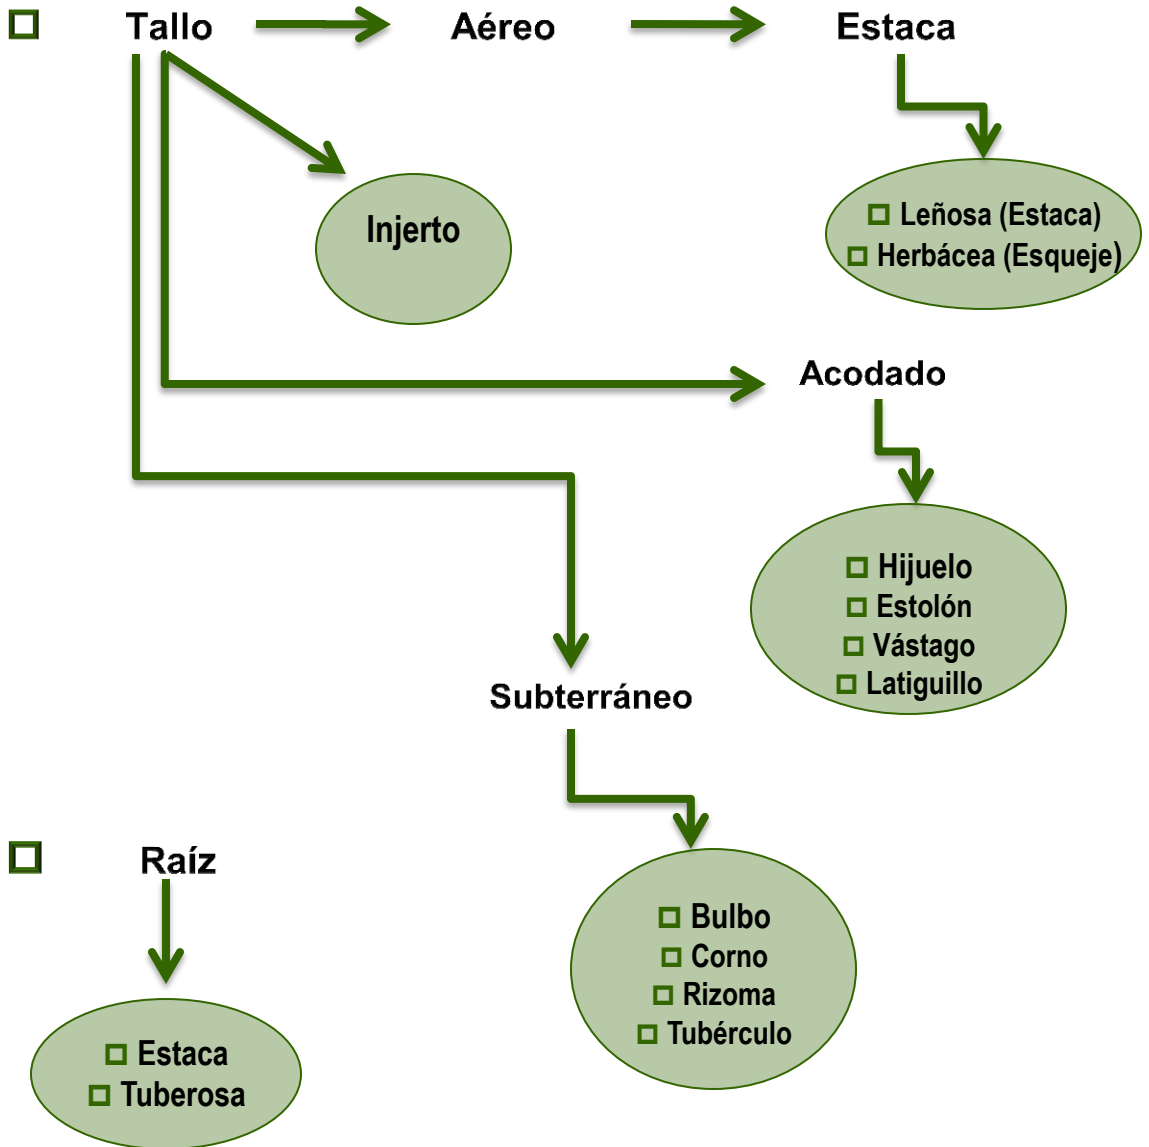 Tallo Aéreo Estaca
Injerto
Leñosa (Estaca)
Herbácea (Esqueje)
Acodado
Hijuelo
Estolón
Vástago
Latiguillo
Subterráneo
Bulbo
Corno
Rizoma
Tubérculo
Raíz
Estaca
Tuberosa